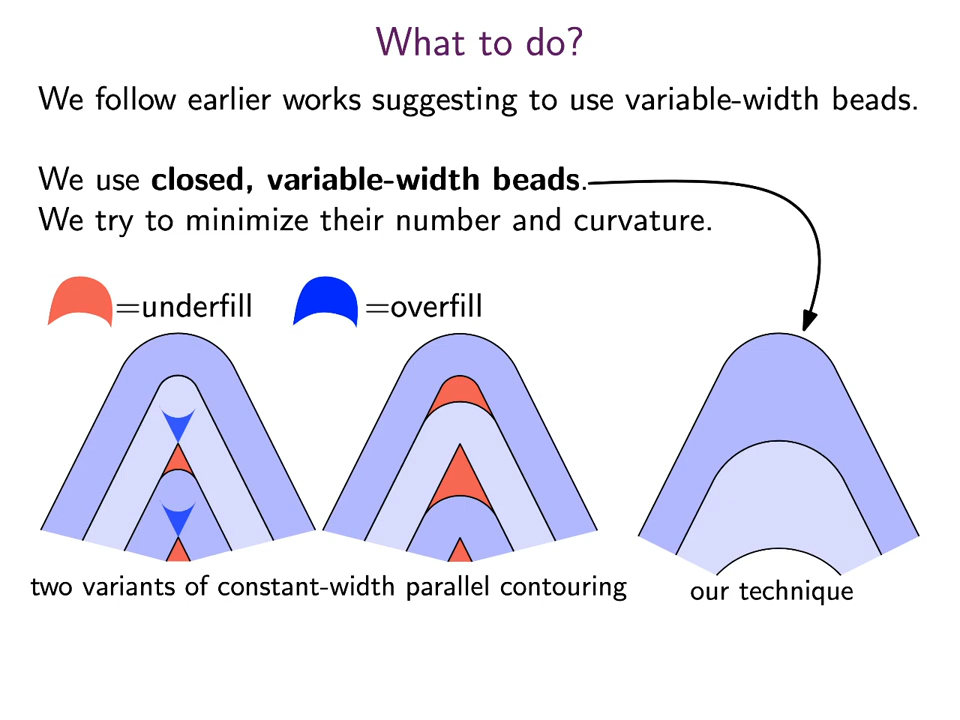 What to do?
We follow earlier works suggesting to use variable-width beads.
We use closed, variable-width beads.
We try to minimize their number and curvature.
=underfill
=overfill
two variants of constant-width parallel contouring
our technique